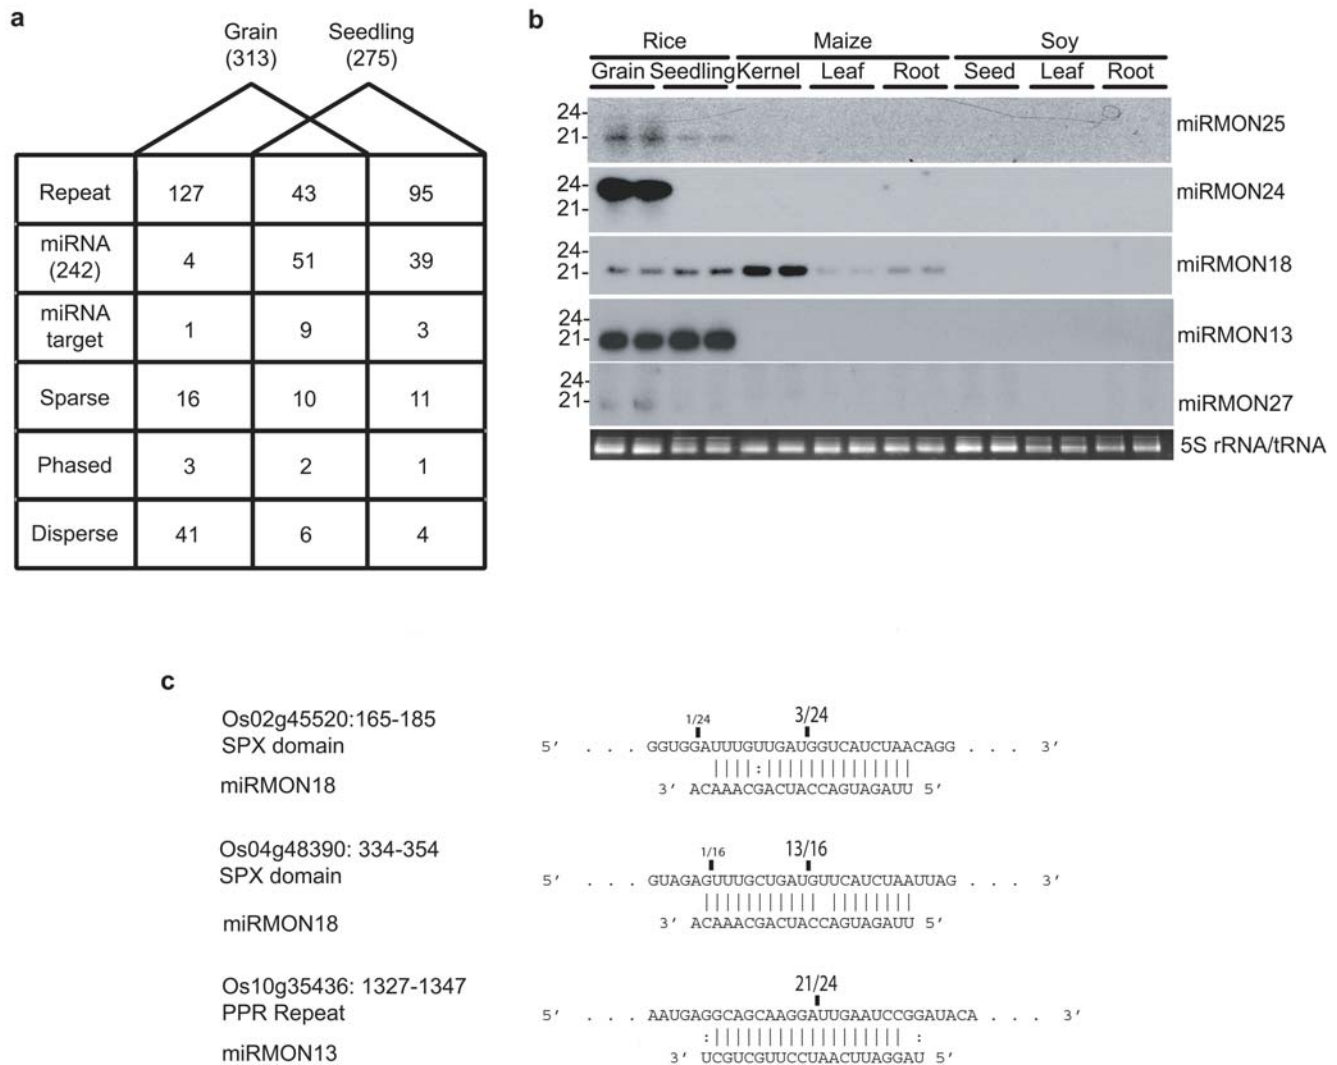 a
Grain Seedling
(313) (275)
Repeat 127 43 95
miRNA
(242) 4 51 39
miRNA
target 1 9 3
Sparse 16 10 11
Phased 3 2 1
Disperse 41 6 4
b
Rice Maize Soy
Grain Seedling Kernel Leaf Root Seed Leaf Root
24-
21- miRMON25
24-
21- miRMON24
24-
21- miRMON18
24-
21- miRMON13
24-
21- miRMON27
5S rRNA/tRNA
c
Os02g45520:165-185
SPX domain
miRMON18
1/24 3/24
5' . . . GGUGGAUUUGUUGAUGGUCAUCUAACAGG . . . 3'
||||:||||||||||||||
3' ACAAACGACUACCAGUAGAUU 5'
Os04g48390: 334-354
SPX domain
miRMON18
1/16 13/16
5' . . . GUAGAGUUUGCUGAUGUUCAUCUAAUUAG . . . 3'
||||||||||| ||||||||
3' ACAAACGACUACCAGUAGAUU 5'
Os10g35436: 1327-1347
PPR Repeat
miRMON13
21/24
5' . . . AAUGAGGCAGCAAGGAUUGAAUCCGGAUACA . . . 3'
:|||||||||||||||||| :
3' UCGUCGUUCCUAACUUAGGAU 5'